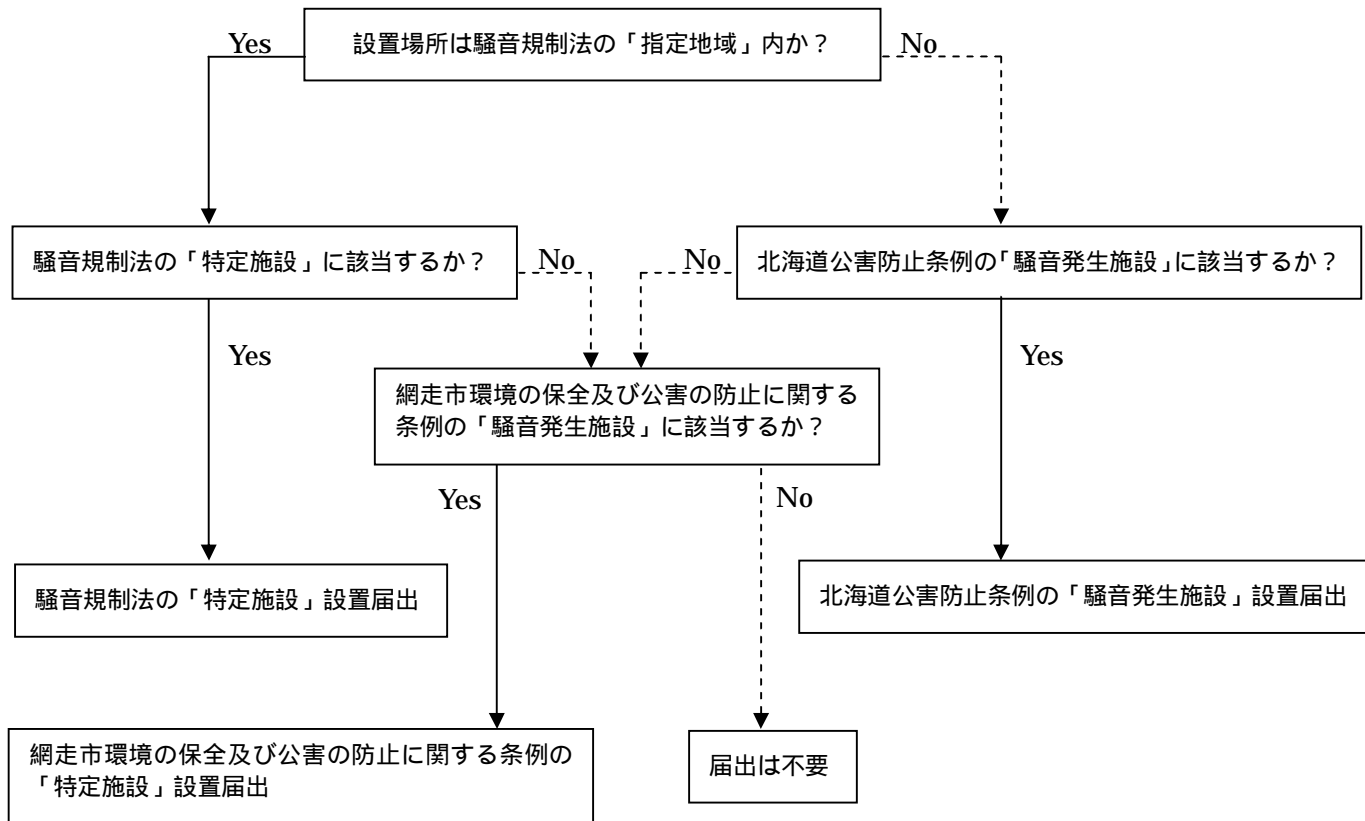 Yes
設置場所は騒音規制法の「指定地域」内か？
No
騒音規制法の「特定施設」に該当するか？
No
No
北海道公害防止条例の「騒音発生施設」に該当するか？
Yes
Yes
網走市環境の保全及び公害の防止に関する
条例の「騒音発生施設」に該当するか？
Yes
No
騒音規制法の「特定施設」設置届出
北海道公害防止条例の「騒音発生施設」設置届出
網走市環境の保全及び公害の防止に関する条例の
「特定施設」設置届出
届出は不要